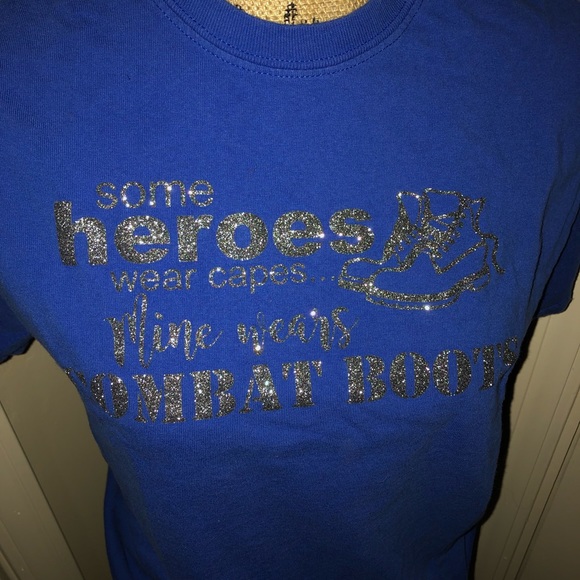 some
heroes
wear capes...
Mine wears
COMBAT BOOTS